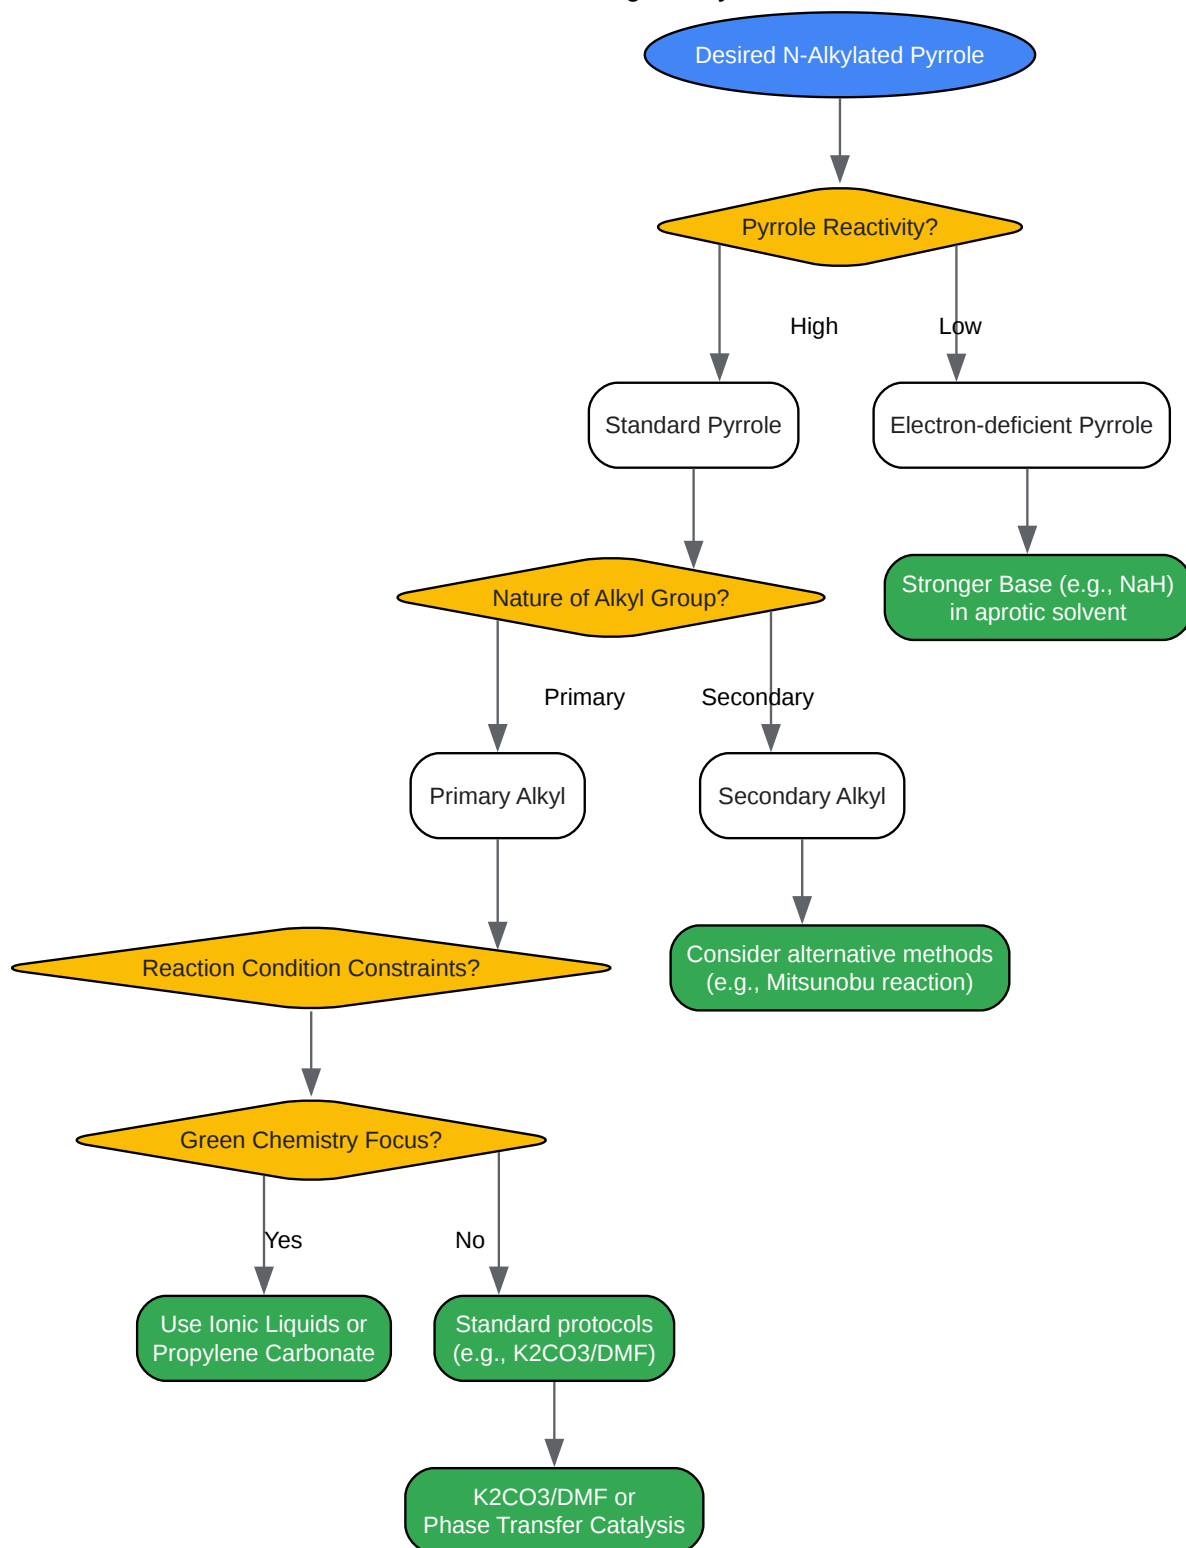 Desired N-Alkylated Pyrrole
Pyrrole Reactivity?
High
Low
Standard Pyrrole
Electron-deficient Pyrrole
Stronger Base (e.g., NaH)
in aprotic solvent
Nature of Alkyl Group?
Primary
Secondary
Primary Alkyl
Secondary Alkyl
Consider alternative methods
(e.g., Mitsunobu reaction)
Reaction Condition Constraints?
Green Chemistry Focus?
Yes
No
Use Ionic Liquids or
Propylene Carbonate
Standard protocols
(e.g., K2CO3/DMF)
K2CO3/DMF or
Phase Transfer Catalysis